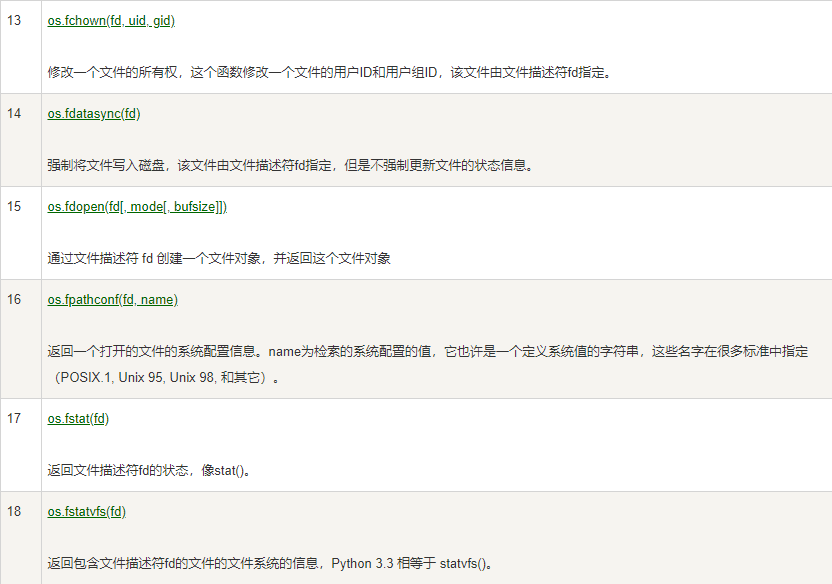 13
os.fchown(fd, uid, gid)
修改一个文件的所有权，这个函数修改一个文件的用户ID和用户组ID，该文件由文件描述符fd指定。
14
os.fdatasync(fd)
强制将文件写入磁盘，该文件由文件描述符fd指定，但是不强制更新文件的状态信息。
15
os.fdopen(fd[, mode[, bufsize]])
通过文件描述符 fd 创建一个文件对象，并返回这个文件对象
16
os.fpathconf(fd, name)
返回一个打开的文件的系统配置信息。name为检索的系统配置的值，它也许是一个定义系统值的字符串，这些名字在很多标准中指定
（POSIX.1, Unix 95, Unix 98, 和其它）。
17
os.fstat(fd)
返回文件描述符fd的状态，像stat()。
18
os.fstatvfs(fd)
返回包含文件描述符fd的文件的文件系统的信息，Python 3.3 相等于 statvfs()。